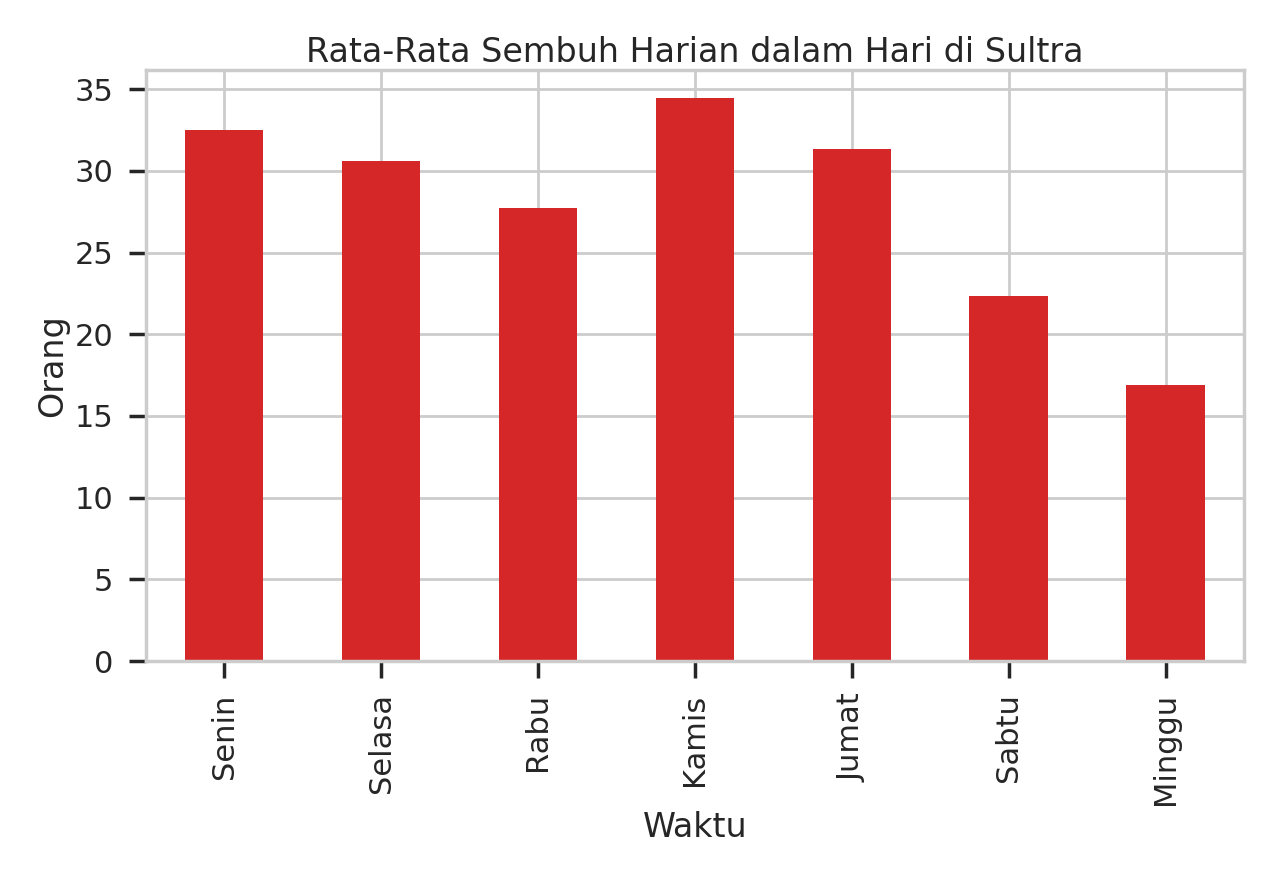 Rata-Rata Sembuh Harian dalam Hari di Sultra
Orang
35
30
25
20
15
10
5
0
Senin
Selasa
Rabu
Kamis
Jumat
Sabtu
Minggu
Waktu